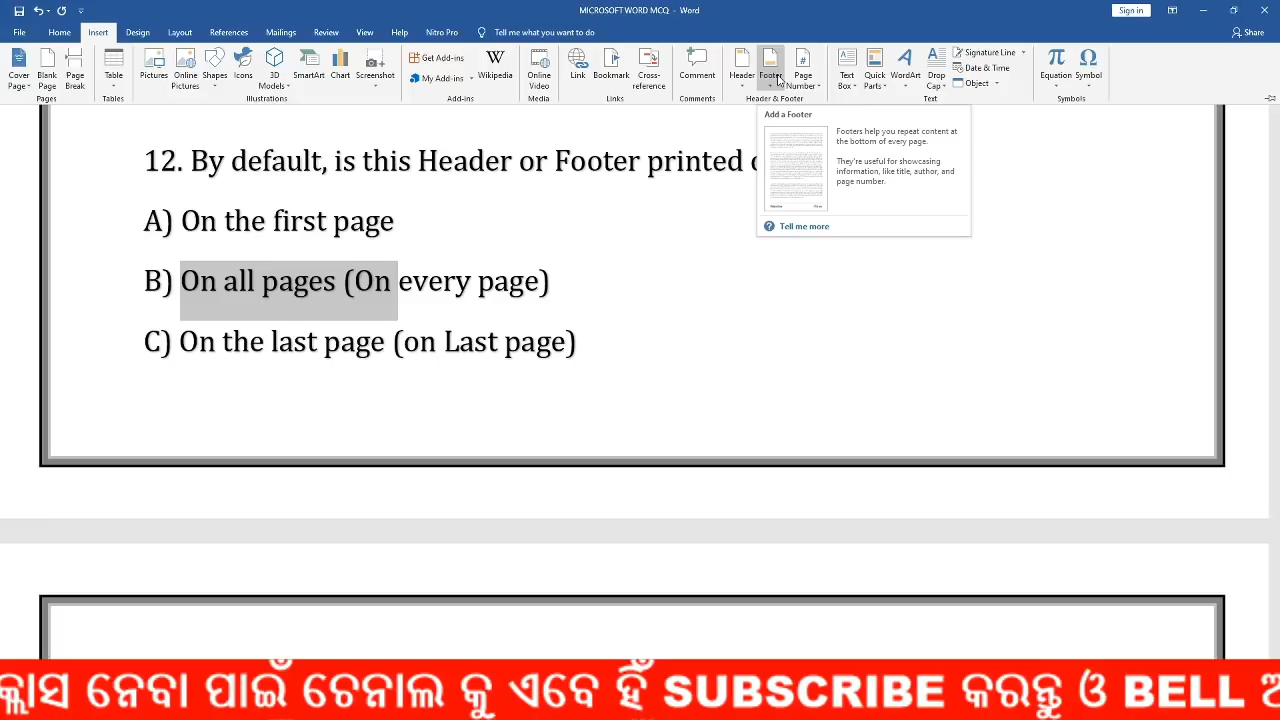 MICROSOFT WORD MCQ - Word
Sign in
File Home Insert Design Layout References Mailings Review View Help Nitro Pro Tell me what you want to do Share
Cover Page Blank Page Page Break Table Pictures Online Pictures Shapes Icons 3D Models SmartArt Chart Screenshot Get Add-ins My Add-ins Wikipedia Online Video Link Bookmark Cross-reference Comment Header Footer Page Number Text Box Quick Parts WordArt Drop Cap Signature Line Date & Time Object Equation Symbol
Pages Tables Illustrations Add-ins Media Links Comments Header & Footer Text Symbols
Add a Footer
Footers help you repeat content at
the bottom of every page.
They're useful for showcasing
information, like title, author, and
page number.
Tell me more
12. By default, is this Header or Footer printed
A) On the first page
B) On all pages (On every page)
C) On the last page (on Last page)
କ୍ଲାସ ନେବା ପାଇଁ ଚେନାଲ କୁ ଏବେ ହିଁ SUBSCRIBE କରନ୍ତୁ ଓ BELL